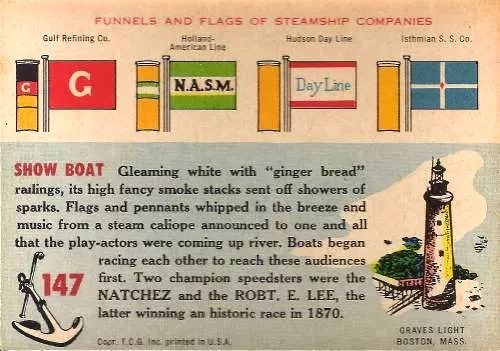 FUNNELS AND FLAGS OF STEAMSHIP COMPANIES
Gulf Refining Co.
Holland-
American Line
Hudson Day Line
Isthmian S. S. Co.
G
G
N.A.S.M.
Day Line
SHOW BOAT Gleaming white with "ginger bread"
railings, its high fancy smoke stacks sent off showers of
sparks. Flags and pennants whipped in the breeze and
music from a steam caliope announced to one and all
that the play-actors were coming up river. Boats began
racing each other to reach these audiences
first. Two champion speedsters were the
NATCHEZ and the ROBT. E. LEE, the
latter winning an historic race in 1870.
147
Copr. T.C.G. Inc. printed in U.S.A.
GRAVES LIGHT
BOSTON, MASS.